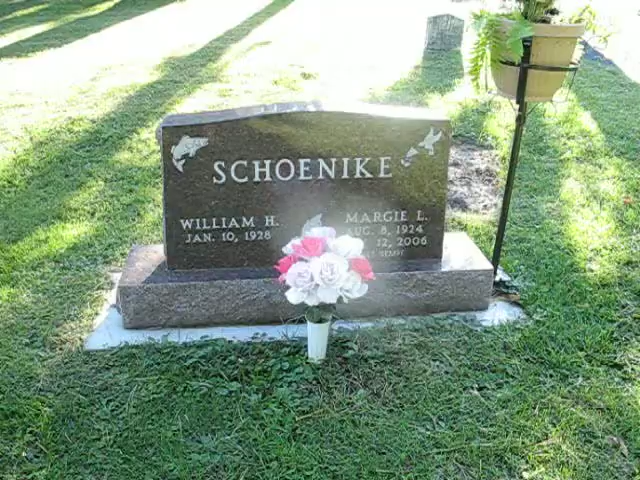 SCHOENIKE
WILLIAM H.
JAN. 10, 1928
MARGIE L.
AUG. 8, 1924
12, 2006